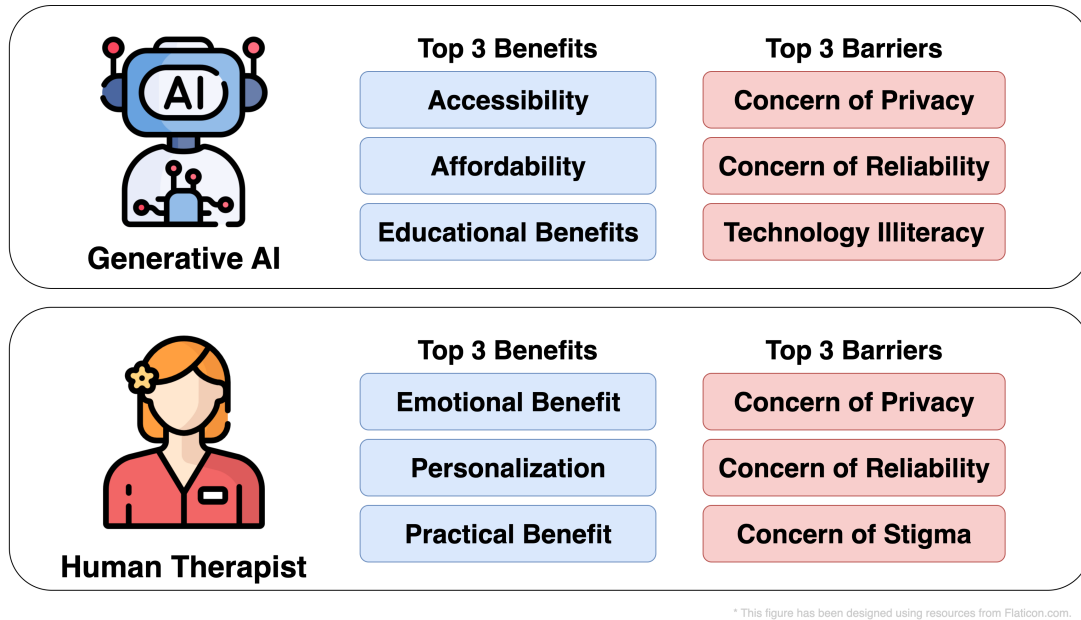 AI
Generative AI
Top 3 Benefits
Accessibility
Affordability
Educational Benefits
Top 3 Barriers
Concern of Privacy
Concern of Reliability
Technology Illiteracy
Human Therapist
Top 3 Benefits
Emotional Benefit
Personalization
Practical Benefit
Top 3 Barriers
Concern of Privacy
Concern of Reliability
Concern of Stigma
* This figure has been designed using resources from Flaticon.com.